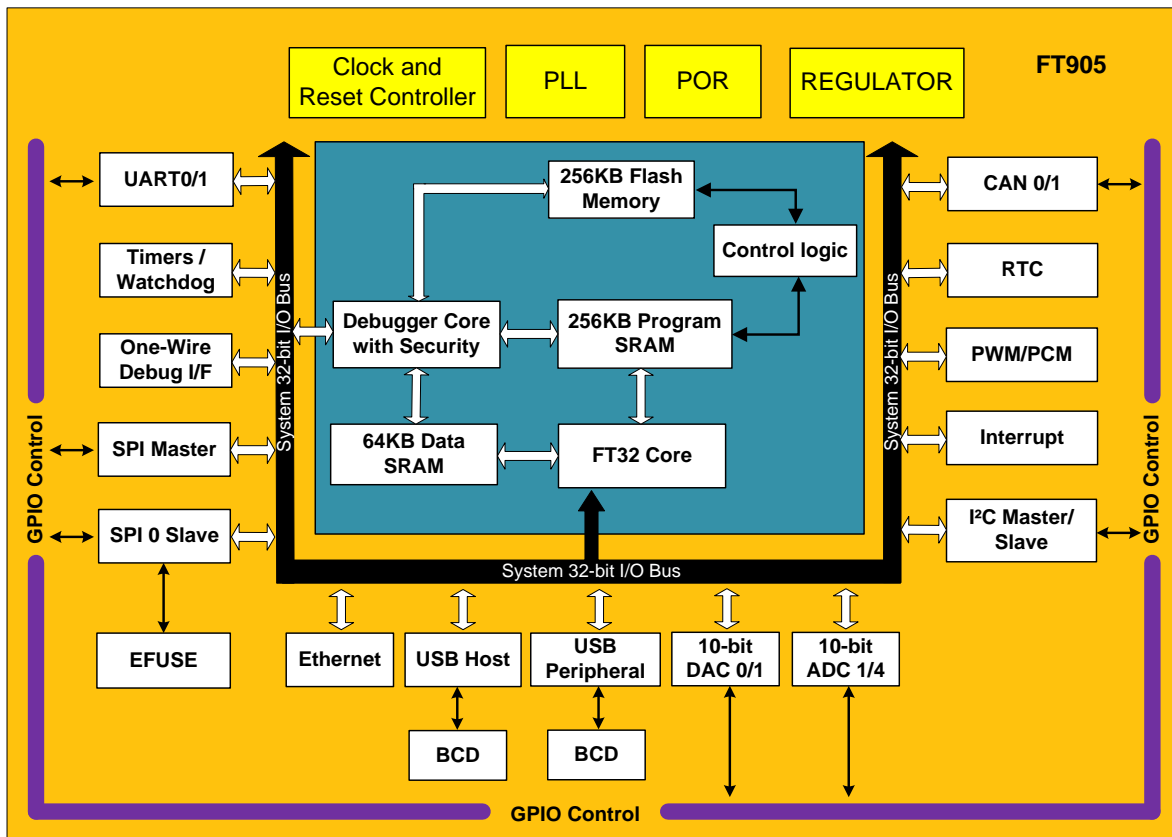 Clock and
Reset Controller
PLL
POR
REGULATOR
FT905
UART0/1
Timers /
Watchdog
One-Wire
Debug I/F
SPI Master
SPI 0 Slave
EFUSE
GPIO Control
System 32-bit I/O Bus
256KB Flash
Memory
Control logic
Debugger Core
with Security
256KB Program
SRAM
64KB Data
SRAM
FT32 Core
System 32-bit I/O Bus
System 32-bit I/O Bus
CAN 0/1
RTC
PWM/PCM
Interrupt
I²C Master/
Slave
GPIO Control
Ethernet
USB Host
USB
Peripheral
10-bit
DAC 0/1
10-bit
ADC 1/4
BCD
BCD
GPIO Control